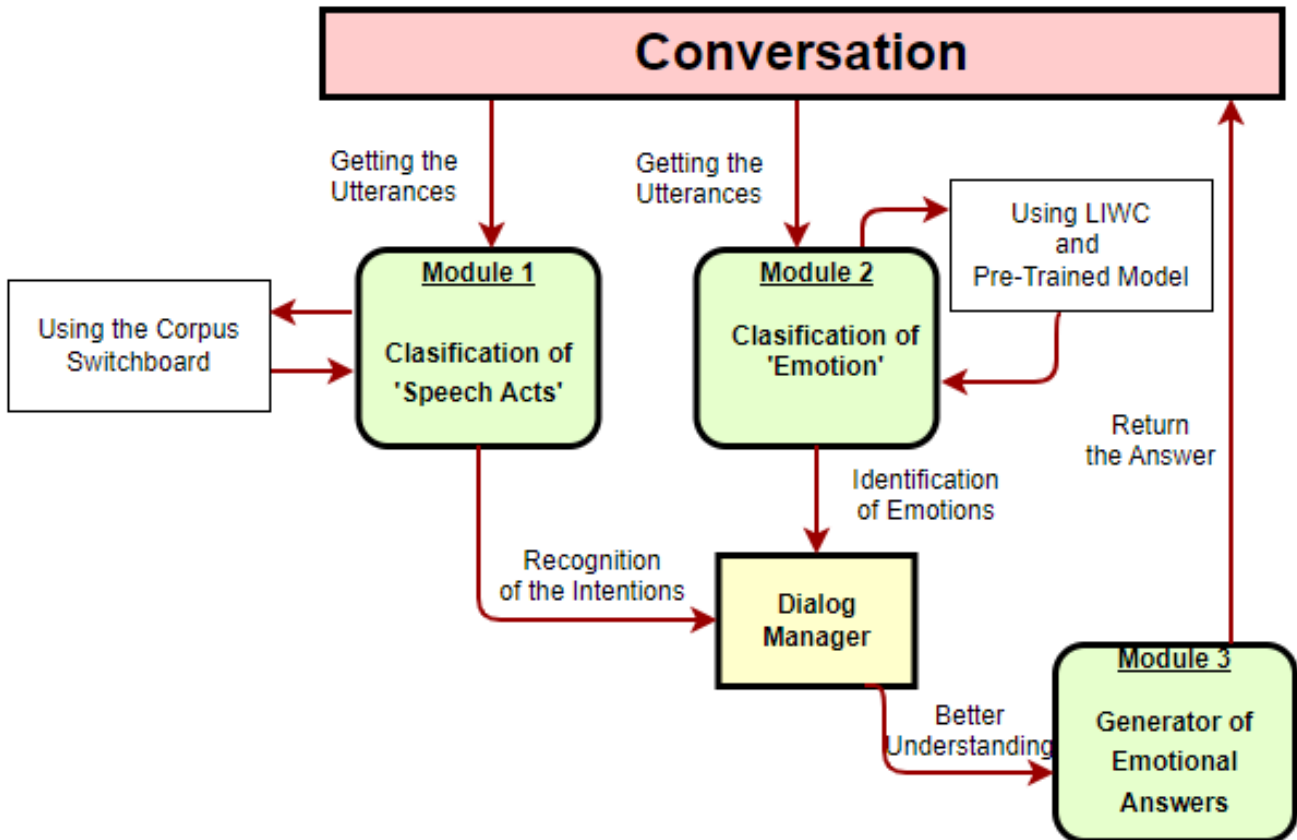 Conversation
Getting the
Utterances
Getting the
Utterances
Using LIWC
and
Pre-Trained Model
Module 1
Clasification of
'Speech Acts'
Module 2
Clasification of
'Emotion'
Using the Corpus
Switchboard
Return
the Answer
Identification
of Emotions
Recognition
of the Intentions
Dialog
Manager
Better
Understanding
Module 3
Generator of
Emotional
Answers